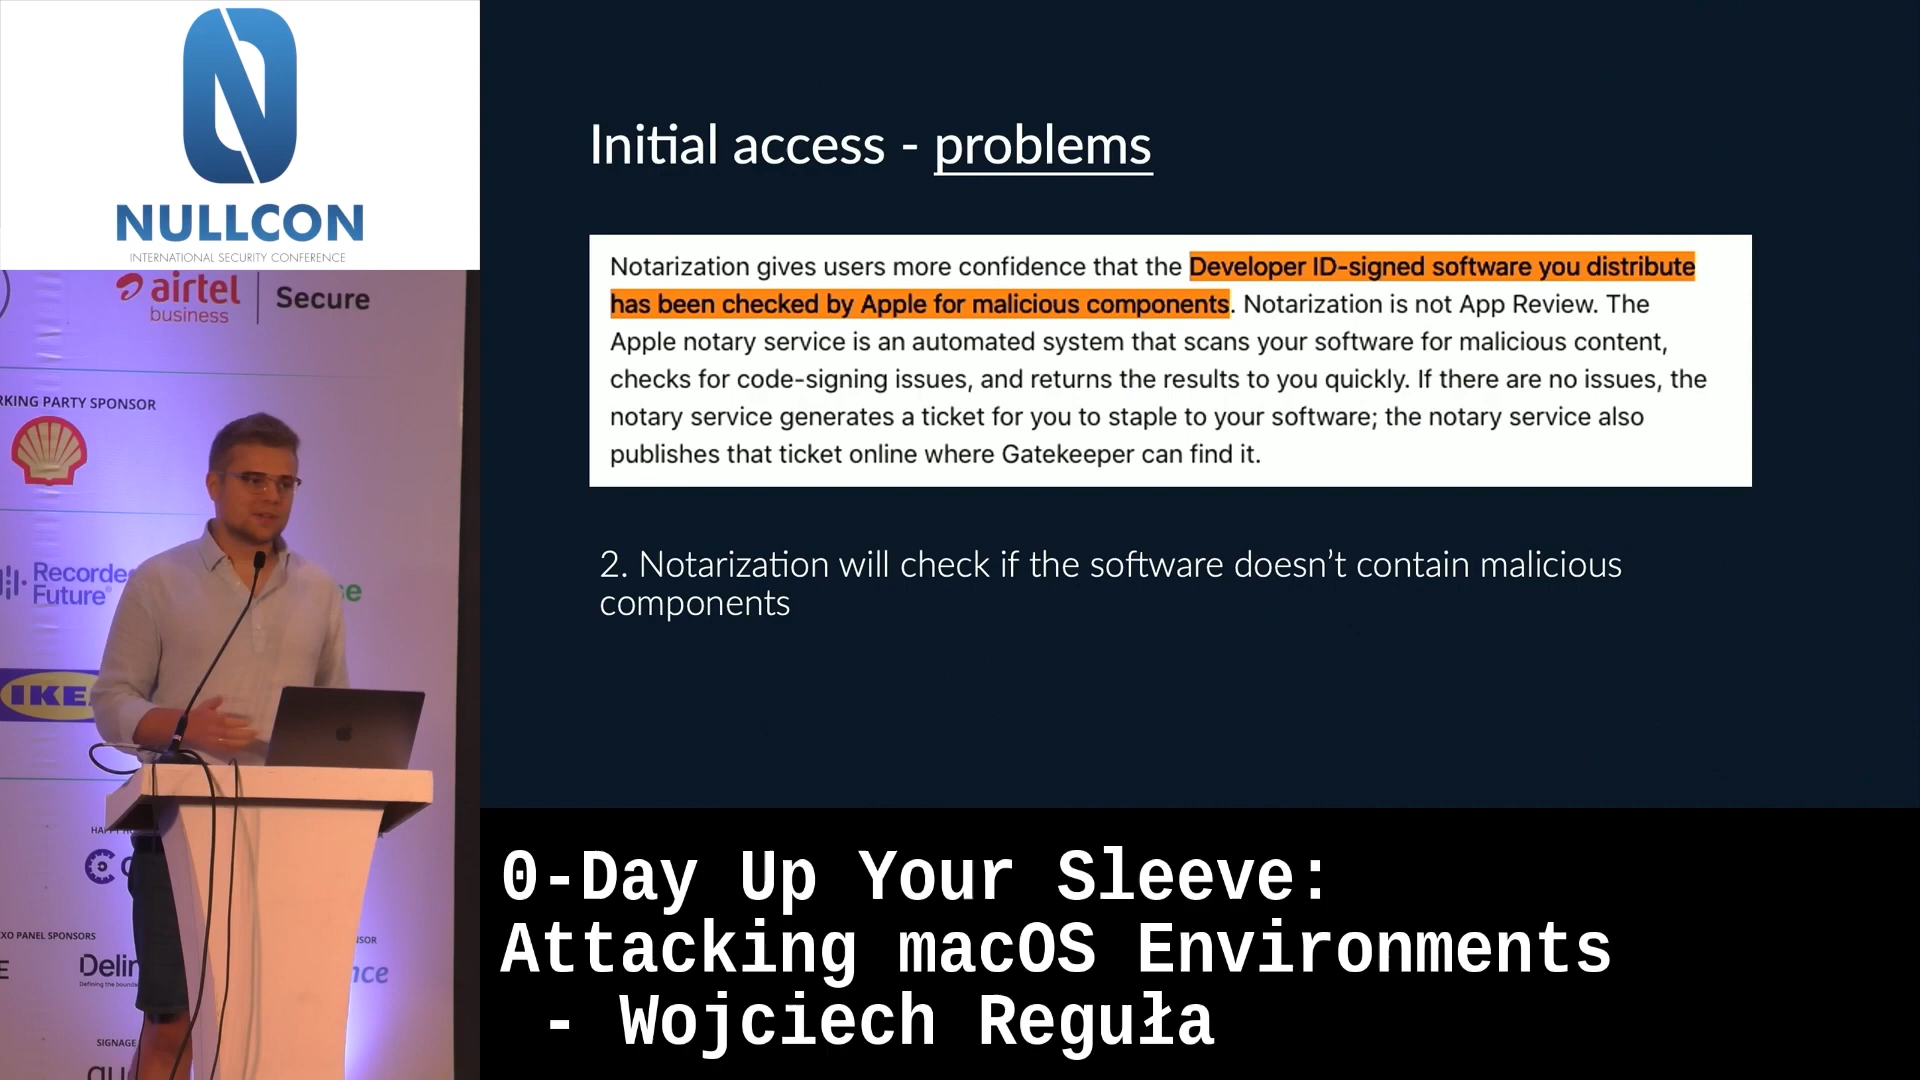 NULLCON
INTERNATIONAL SECURITY CONFERENCE
airtel
business
Secure
RKING PARTY SPONSOR
Recorde
Future
IKE
XO PANEL SPONSORS
Delin
SIGNAGE
Initial access - problems
Notarization gives users more confidence that the Developer ID-signed software you distribute
has been checked by Apple for malicious components. Notarization is not App Review. The
Apple notary service is an automated system that scans your software for malicious content,
checks for code-signing issues, and returns the results to you quickly. If there are no issues, the
notary service generates a ticket for you to staple to your software; the notary service also
publishes that ticket online where Gatekeeper can find it.
2. Notarization will check if the software doesn't contain malicious
components
0-Day Up Your Sleeve:
Attacking macOS Environments
- Wojciech Reguła